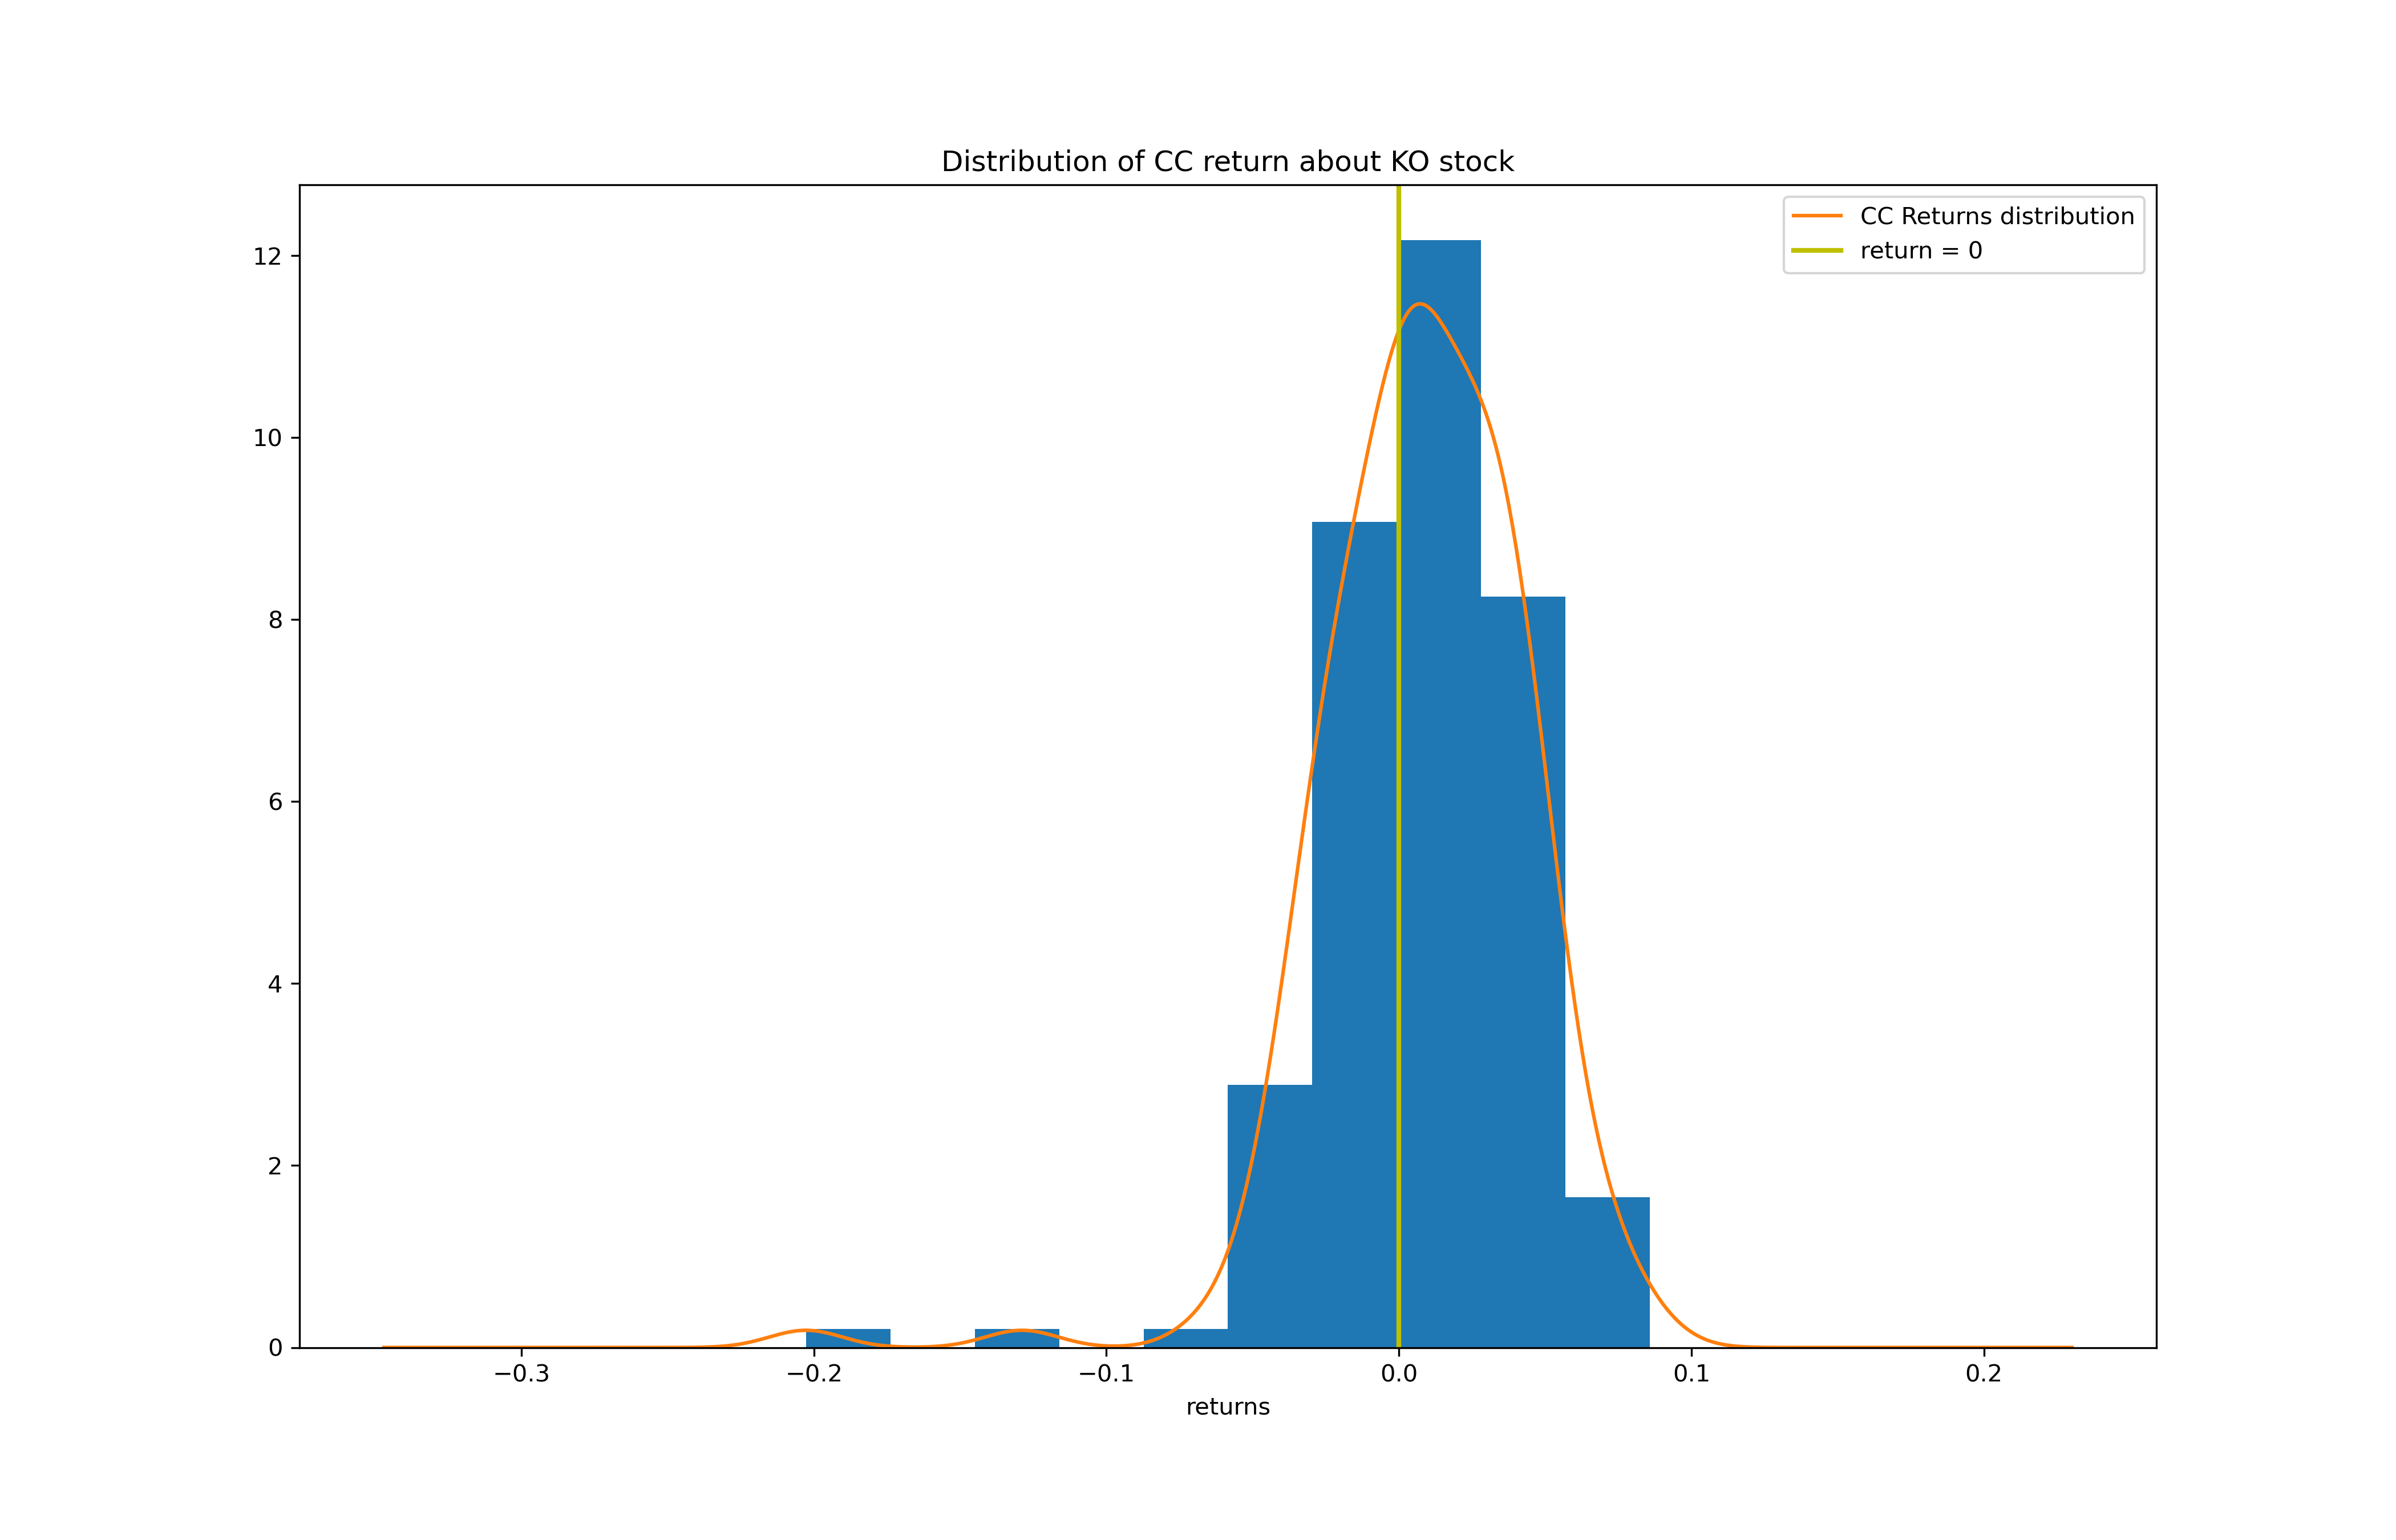 Distribution of CC return about KO stock
CC Returns distribution
return = 0
12
10
8
6
4
2
0
−0.3 −0.2 −0.1 0.0 0.1 0.2
returns